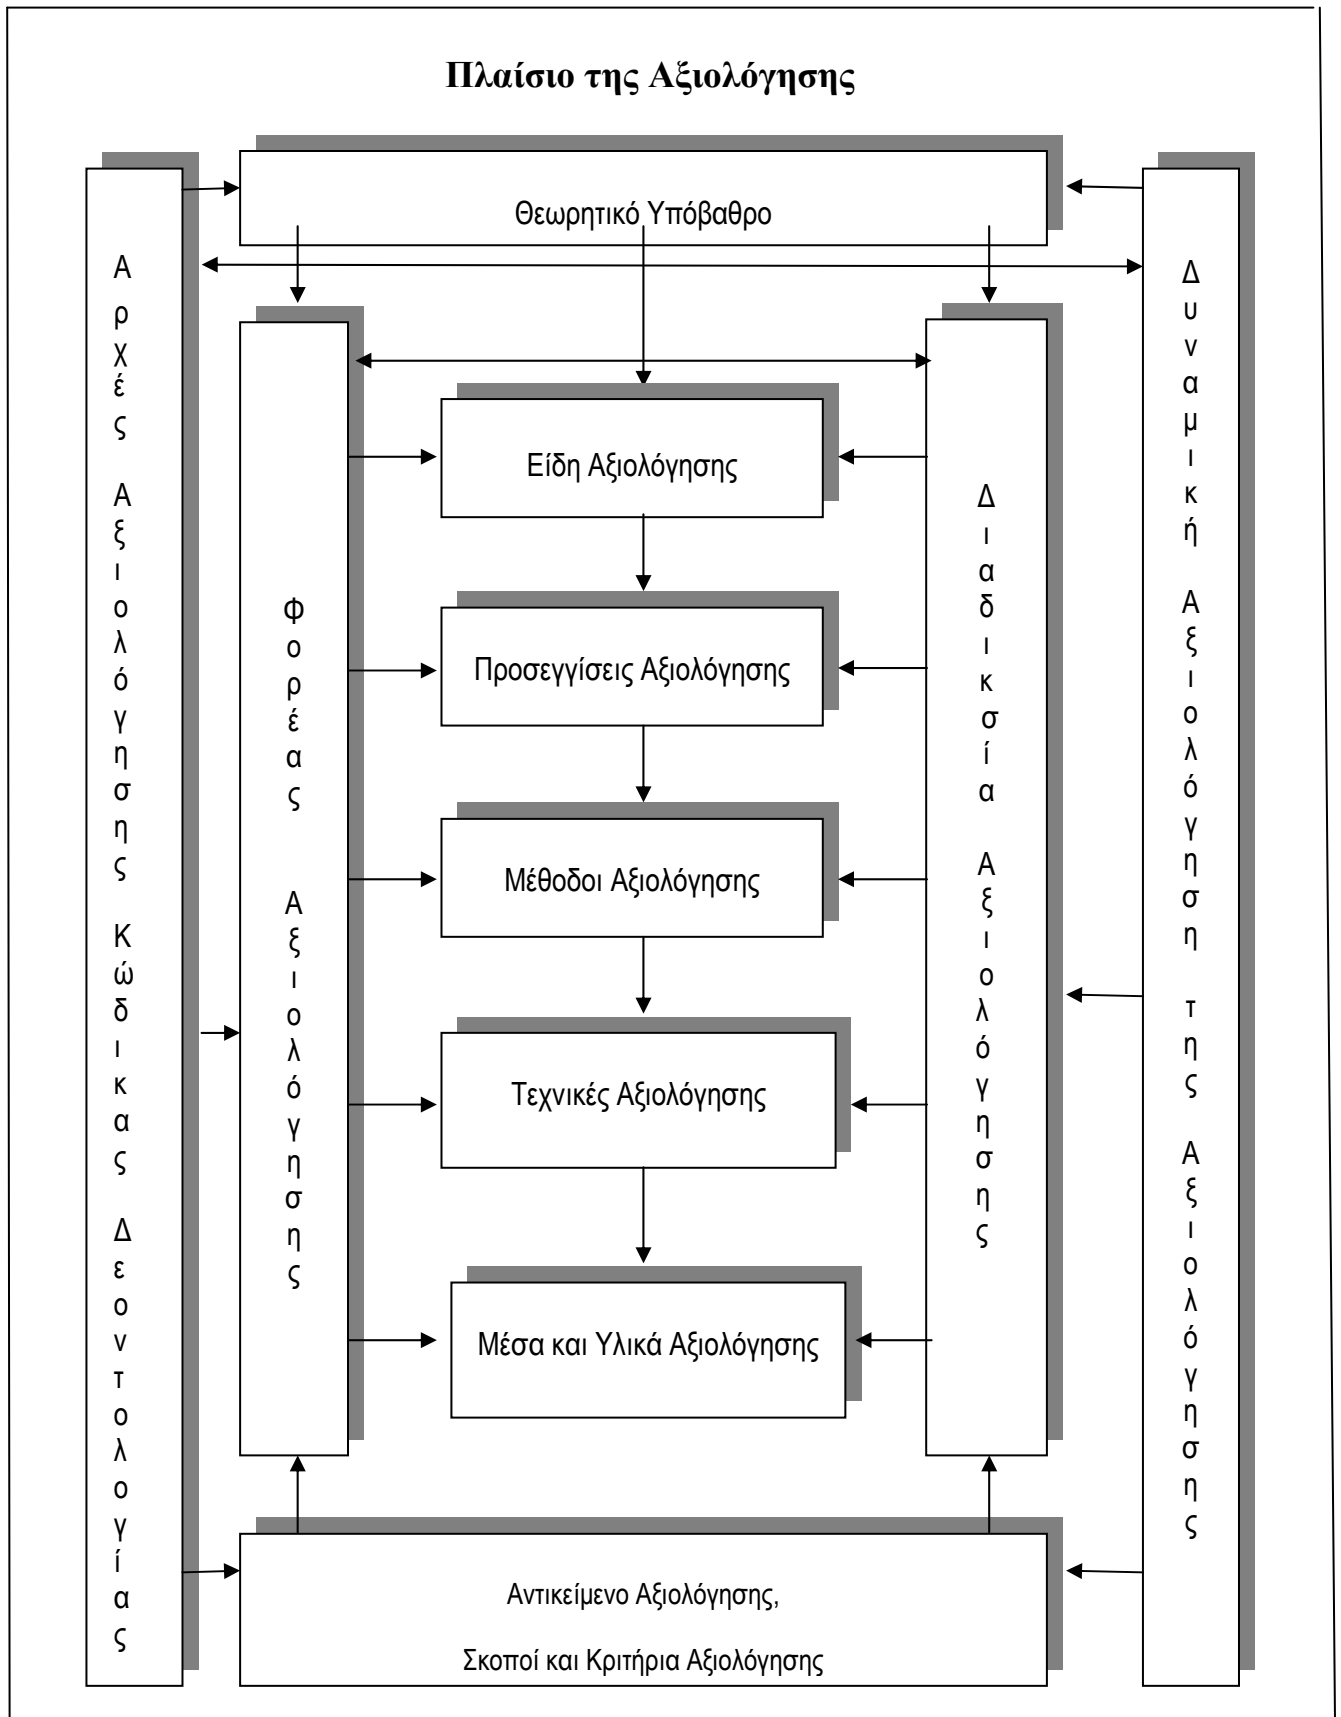 Πλαίσιο της Αξιολόγησης
Θεωρητικό Υπόβαθρο
Αρχές Αξιολόγησης Κώδικας Δεοντολογίας
Φορέας Αξιολόγησης
Είδη Αξιολόγησης
Προσεγγίσεις Αξιολόγησης
Μέθοδοι Αξιολόγησης
Τεχνικές Αξιολόγησης
Μέσα και Υλικά Αξιολόγησης
Διαδικσία Αξιολόγησης
Δυναμική Αξιολόγηση της Αξιολόγησης
Αντικείμενο Αξιολόγησης,
Σκοποί και Κριτήρια Αξιολόγησης